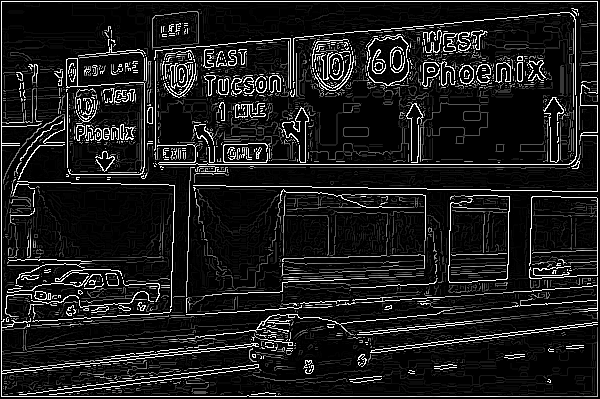 HOV LANE
10 WEST
Phoenix
LEFT
10 EAST
Tucson
1 MILE
EXIT ONLY
10 60 WEST
Phoenix